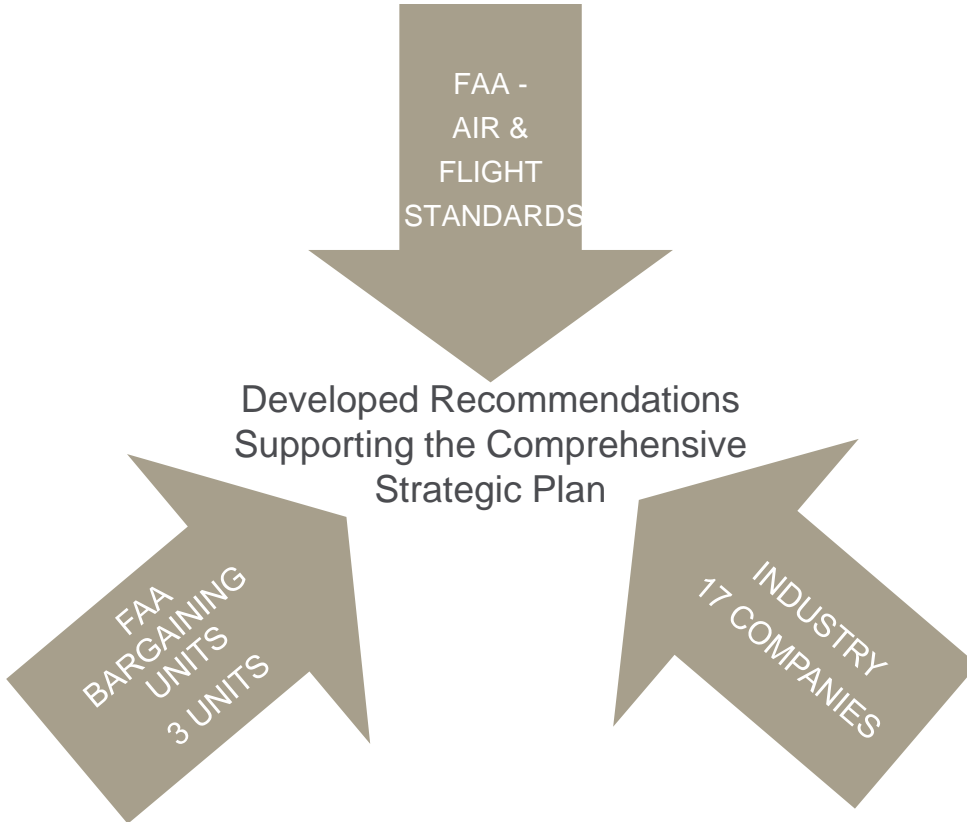 FAA -
AIR &
FLIGHT
STANDARDS
Developed Recommendations
Supporting the Comprehensive
Strategic Plan
FAA
BARGAINING
UNITS
3 UNITS
INDUSTRY
17 COMPANIES